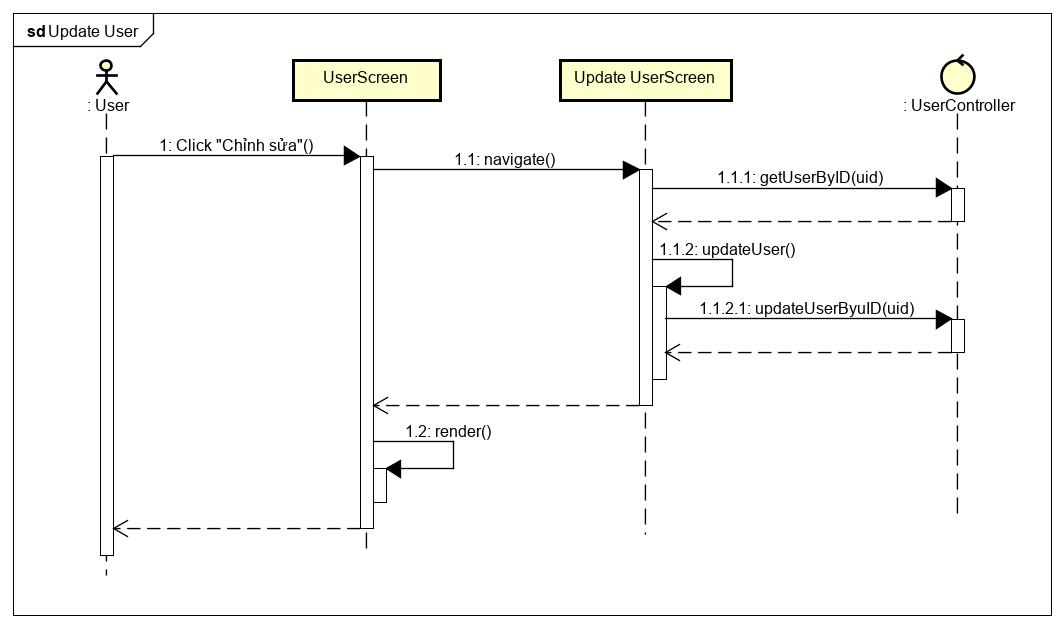 sd Update User
UserScreen
Update UserScreen
: User
: UserController
1: Click "Chỉnh sửa"()
1.1: navigate()
1.1.1: getUserByID(uid)
1.1.2: updateUser()
1.1.2.1: updateUserByuID(uid)
1.2: render()